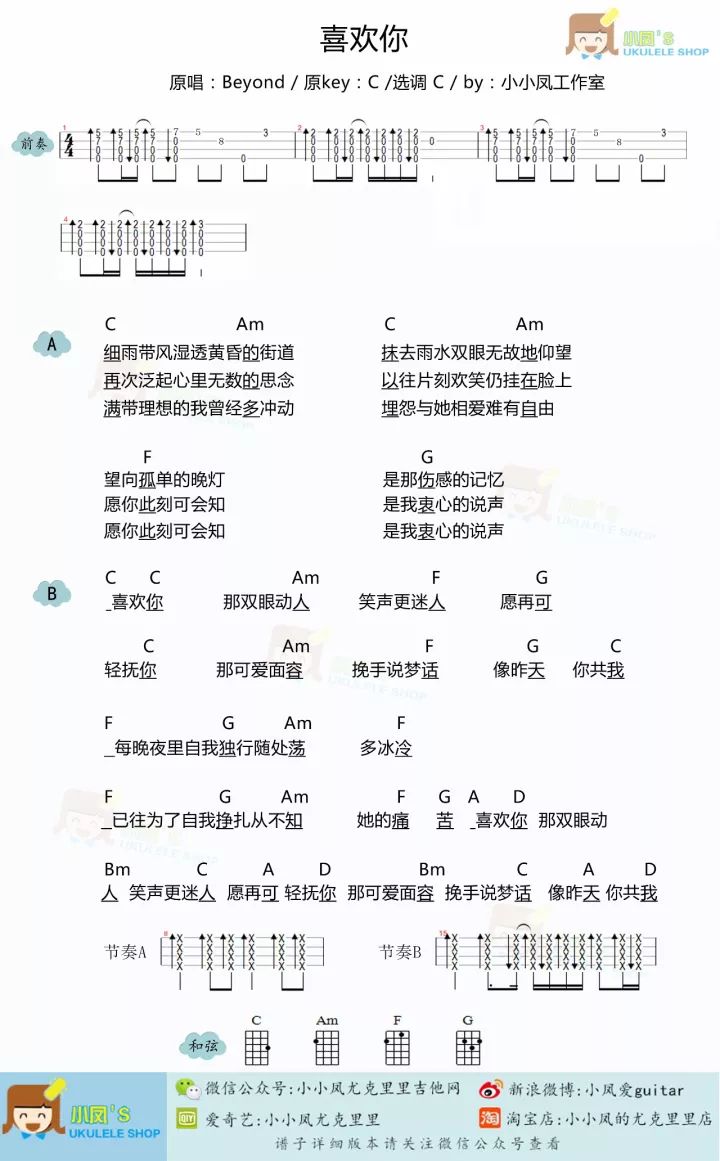 喜欢你
小凤'S
UKULELE SHOP
原唱：Beyond / 原key：C /选调 C / by：小小凤工作室
前奏
A
C Am C Am
细雨带风湿透黄昏的街道 抹去雨水双眼无故地仰望
再次泛起心里无数的思念 以往片刻欢笑仍挂在脸上
满带理想的我曾经多冲动 埋怨与她相爱难有自由
F G
望向孤单的晚灯 是那伤感的记忆
愿你此刻可会知 是我衷心的说声
愿你此刻可会知 是我衷心的说声
B
C C Am F G
_喜欢你 那双眼动人 笑声更迷人 愿再可
C Am F G C
轻抚你 那可爱面容 挽手说梦话 像昨天 你共我
F G Am F
_每晚夜里自我独行随处荡 多冰冷
F G Am F G A D
_已往为了自我挣扎从不知 她的痛 苦 _喜欢你 那双眼动
Bm C A D Bm C A D
人 笑声更迷人 愿再可 轻抚你 那可爱面容 挽手说梦话 像昨天 你共我
节奏A 节奏B
和弦 C Am F G
小凤'S
UKULELE SHOP
微信公众号:小小凤尤克里里吉他网 新浪微博:小凤爱guitar
爱奇艺:小小凤尤克里里 淘宝店:小小凤的尤克里里店
谱子详细版本请关注微信公众号查看